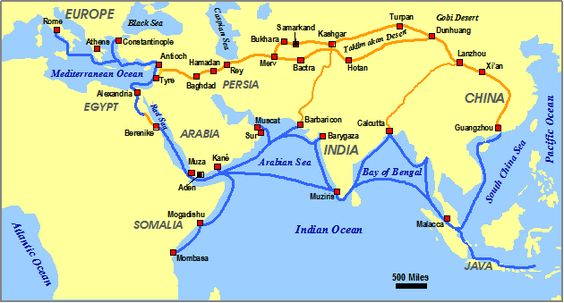 EUROPE
Black Sea
Rome
Athens
Constantinople
Caspian Sea
Samarkand
Bukhara
Kashgar
Turpan
Gobi Desert
Dunhuang
Taklimakan Desert
Mediterranean Ocean
Antioch
Tyre
Hamadan
Baghdad
Rey
PERSIA
Merv
Bactra
Hotan
Lanzhou
Xi'an
Alexandria
EGYPT
Red Sea
Berenike
ARABIA
Muscat
Sur
Barbaricon
Barygaza
INDIA
Calcutta
CHINA
Guangzhou
Pacific Ocean
Muza
Kané
Aden
Arabian Sea
Muziris
Bay of Bengal
South China Sea
Mogadishu
SOMALIA
Mombasa
Indian Ocean
Malacca
JAVA
Atlantic Ocean
500 Miles